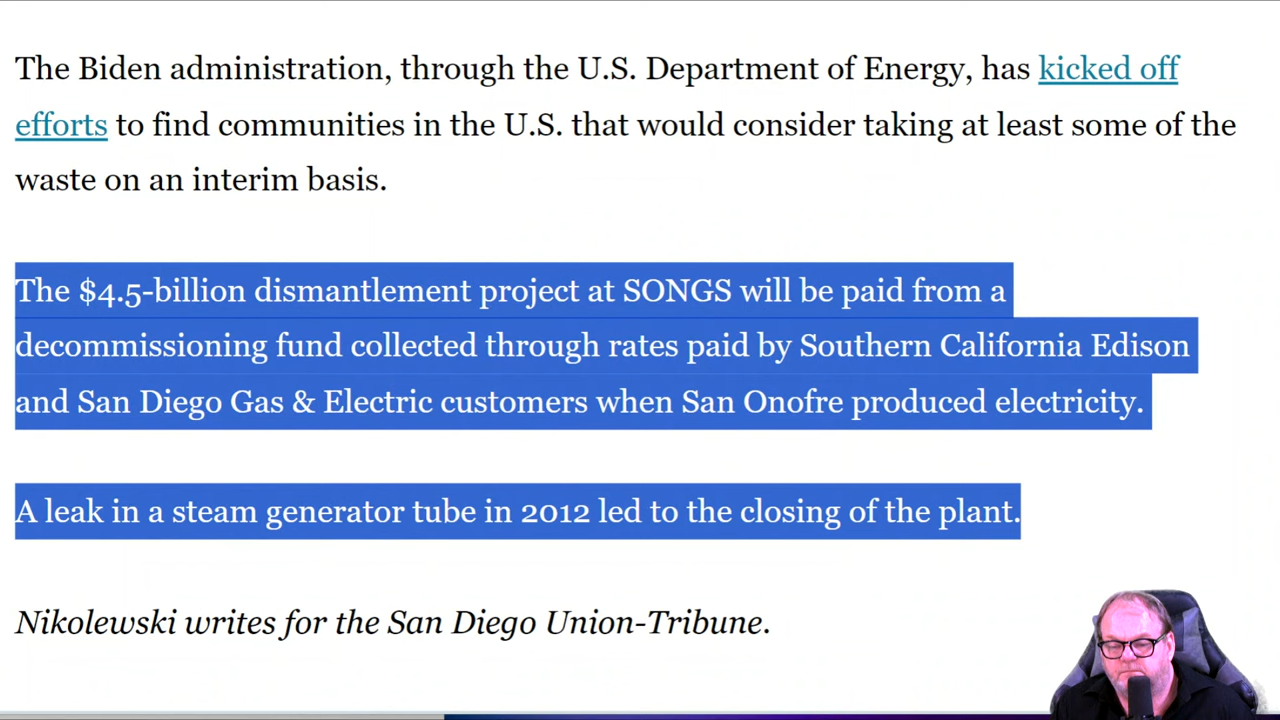 The Biden administration, through the U.S. Department of Energy, has kicked off
efforts to find communities in the U.S. that would consider taking at least some of the
waste on an interim basis.
The $4.5-billion dismantlement project at SONGS will be paid from a
decommissioning fund collected through rates paid by Southern California Edison
and San Diego Gas & Electric customers when San Onofre produced electricity.
A leak in a steam generator tube in 2012 led to the closing of the plant.
Nikolewski writes for the San Diego Union-Tribune.